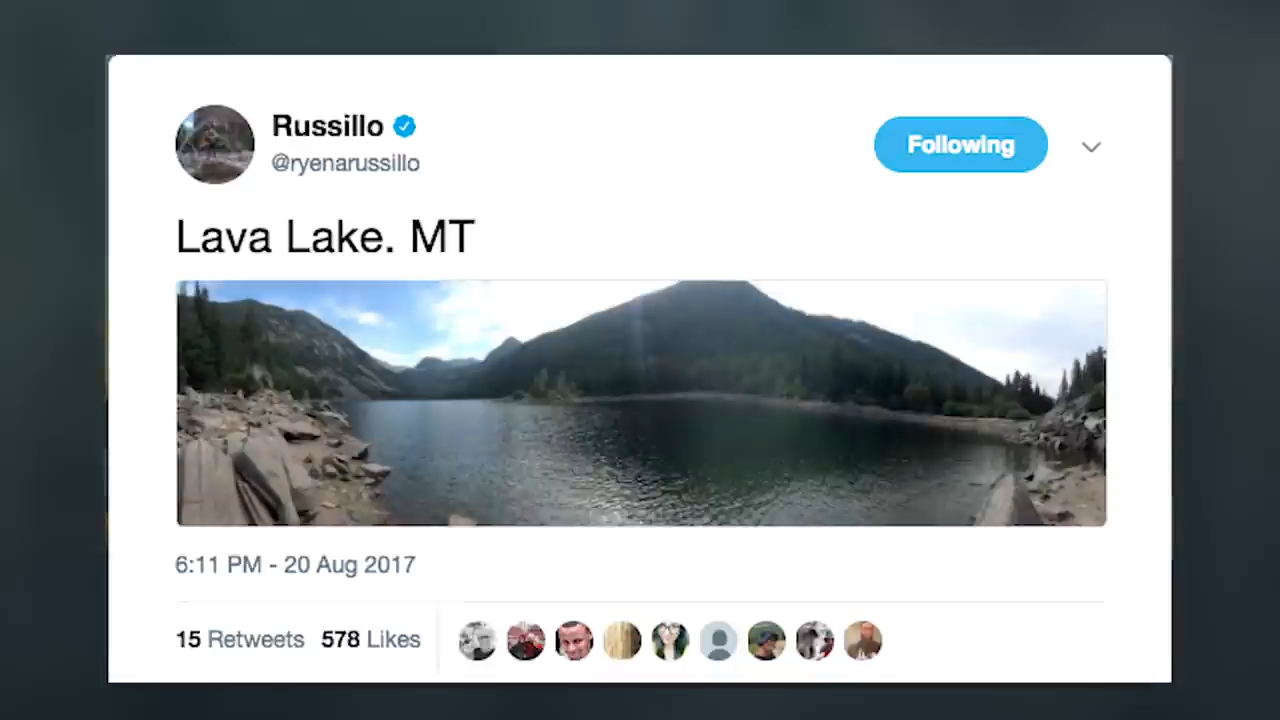 Russillo
@ryenarussillo
Following
Lava Lake. MT
6:11 PM - 20 Aug 2017
15 Retweets 578 Likes